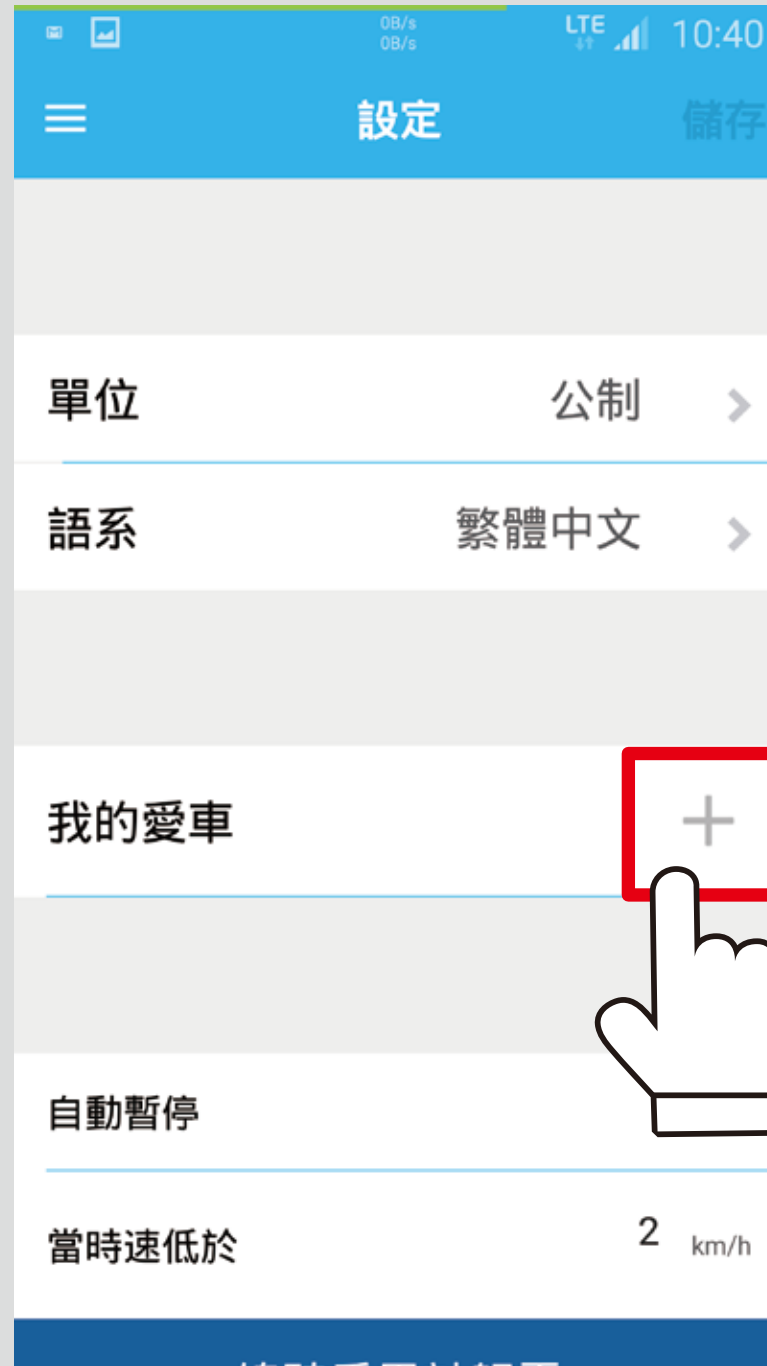 0B/s
0B/s
LTE
10:40
設定
儲存
單位 公制
語系 繁體中文
我的愛車
自動暫停
當時速低於 2 km/h